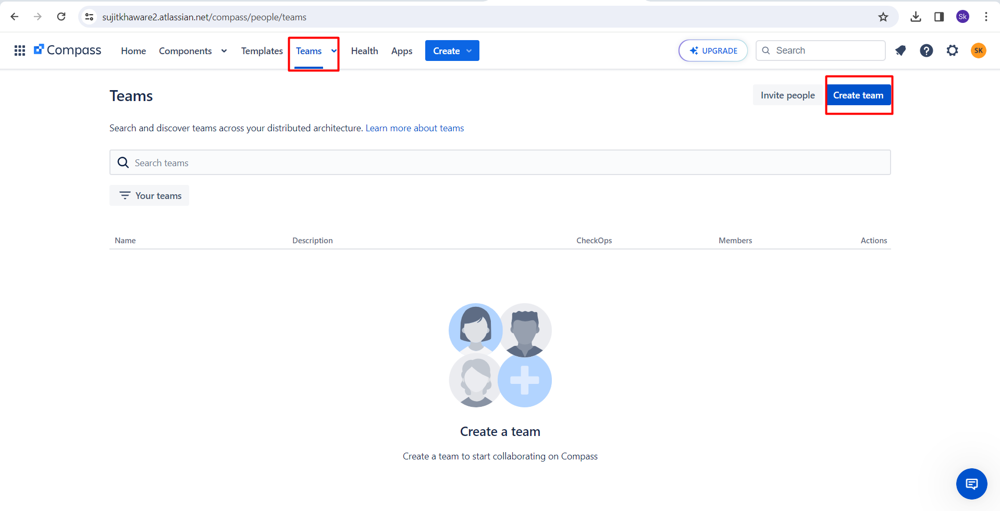 sujitkhaware2.atlassian.net/compass/people/teams
Sk
Compass Home Components Templates Teams Health Apps Create UPGRADE Search SK
Teams
Invite people Create team
Search and discover teams across your distributed architecture. Learn more about teams
Search teams
Your teams
Name Description CheckOps Members Actions
Create a team
Create a team to start collaborating on Compass